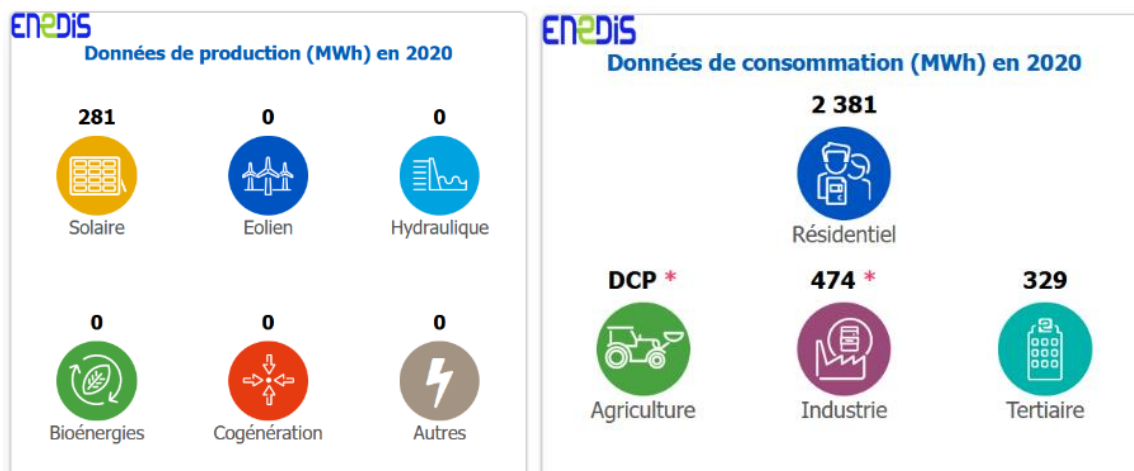 ENEDIS
Données de production (MWh) en 2020
281
0
0
Solaire
Eolien
Hydraulique
0
0
0
Bioénergies
Cogénération
Autres
ENEDIS
Données de consommation (MWh) en 2020
2 381
Résidentiel
DCP *
474 *
329
Agriculture
Industrie
Tertiaire